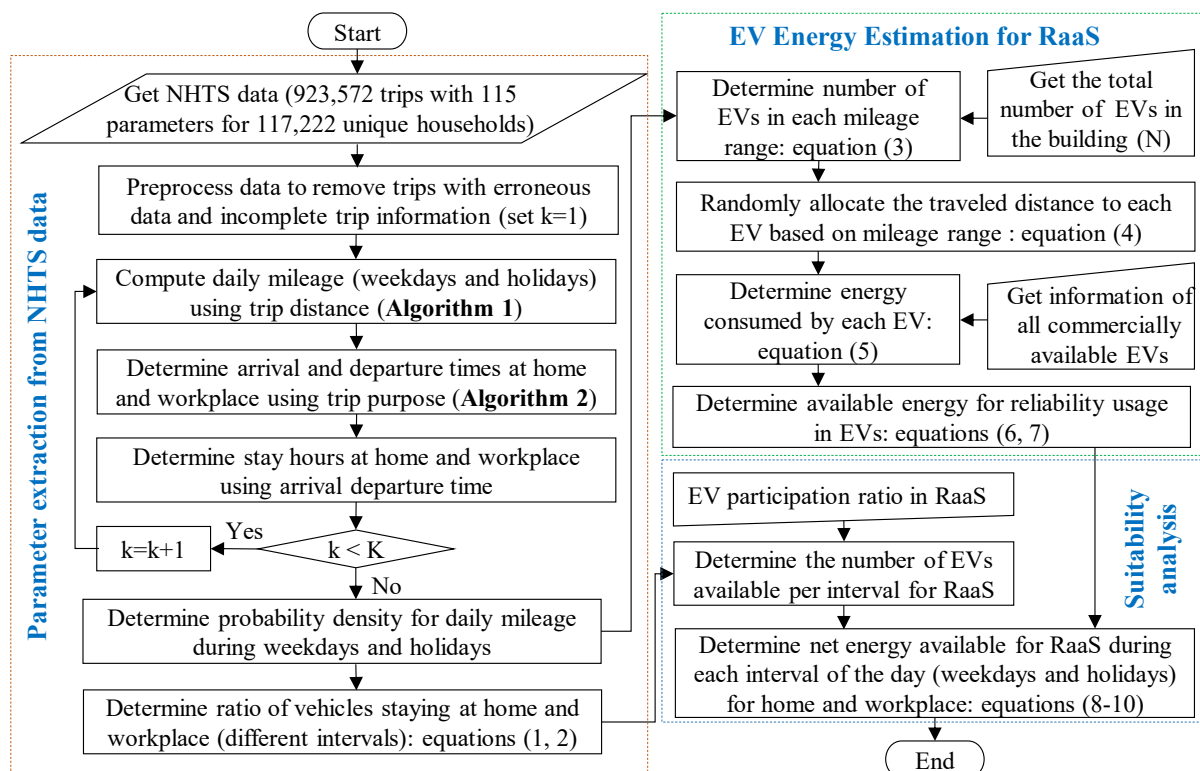 Start
Get NHTS data (923,572 trips with 115
parameters for 117,222 unique households)
Preprocess data to remove trips with erroneous
data and incomplete trip information (set k=1)
Compute daily mileage (weekdays and holidays)
using trip distance (Algorithm 1)
Determine arrival and departure times at home
and workplace using trip purpose (Algorithm 2)
Determine stay hours at home and workplace
using arrival departure time
k=k+1
Yes
k < K
No
Determine probability density for daily mileage
during weekdays and holidays
Determine ratio of vehicles staying at home and
workplace (different intervals): equations (1, 2)
Parameter extraction from NHTS data
EV Energy Estimation for RaaS
Determine number of
EVs in each mileage
range: equation (3)
Get the total
number of EVs in
the building (N)
Randomly allocate the traveled distance to each
EV based on mileage range : equation (4)
Determine energy
consumed by each EV:
equation (5)
Get information of
all commercially
available EVs
Determine available energy for reliability usage
in EVs: equations (6, 7)
EV participation ratio in RaaS
Determine the number of EVs
available per interval for RaaS
Suitability
analysis
Determine net energy available for RaaS during
each interval of the day (weekdays and holidays)
for home and workplace: equations (8-10)
End